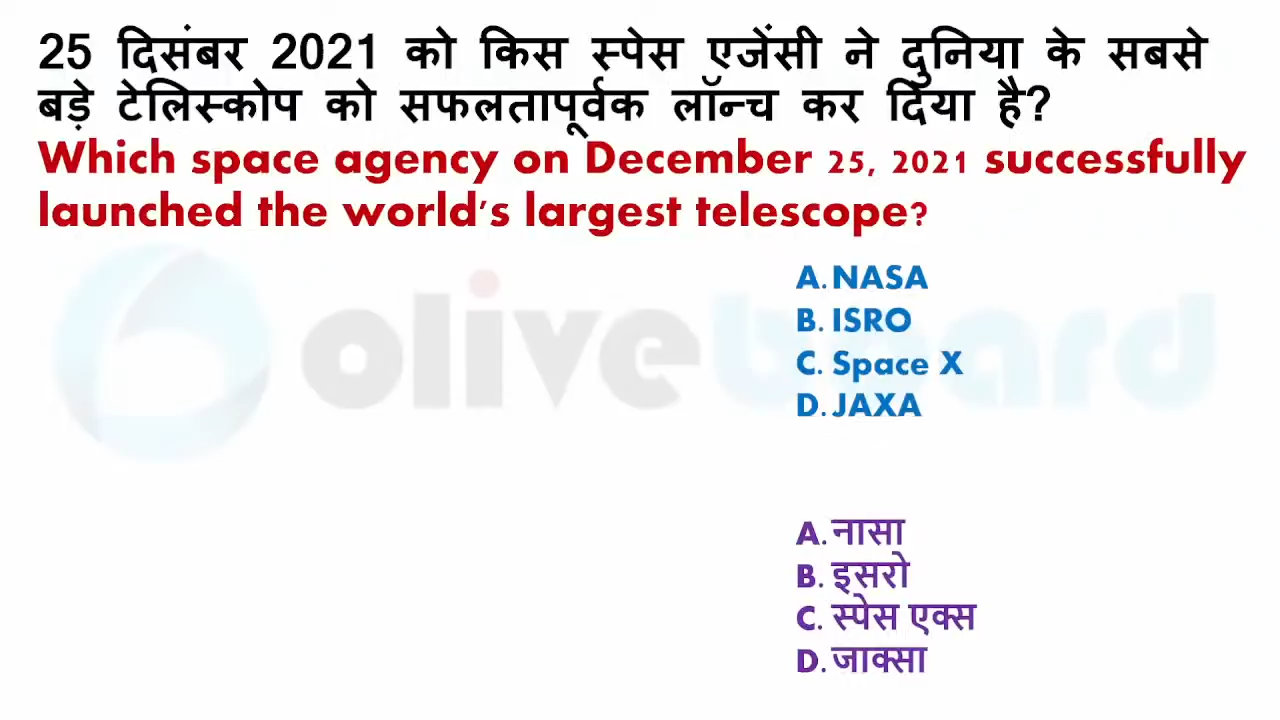 25 दिसंबर 2021 को किस स्पेस एजेंसी ने दुनिया के सबसे
बड़े टेलिस्कोप को सफलतापूर्वक लॉन्च कर दिया है?
Which space agency on December 25, 2021 successfully
launched the world's largest telescope?
oliveboard
A. NASA
B. ISRO
C. Space X
D. JAXA
A. नासा
B. इसरो
C. स्पेस एक्स
D. जाक्सा